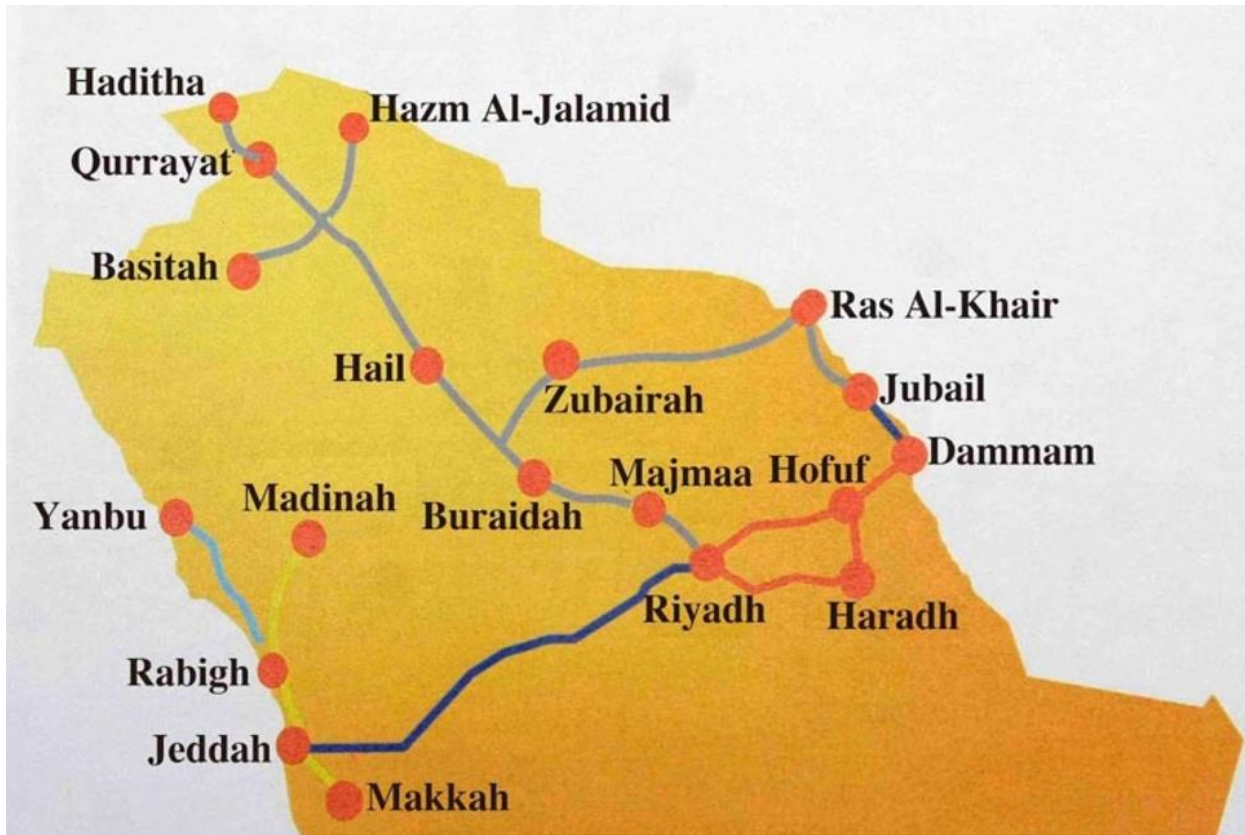 Haditha
Hazm Al-Jalamid
Qurrayat
Basitah
Ras Al-Khair
Hail
Zubairah
Jubail
Dammam
Majmaa
Hofuf
Madinah
Yanbu
Buraidah
Riyadh
Haradh
Rabigh
Jeddah
Makkah